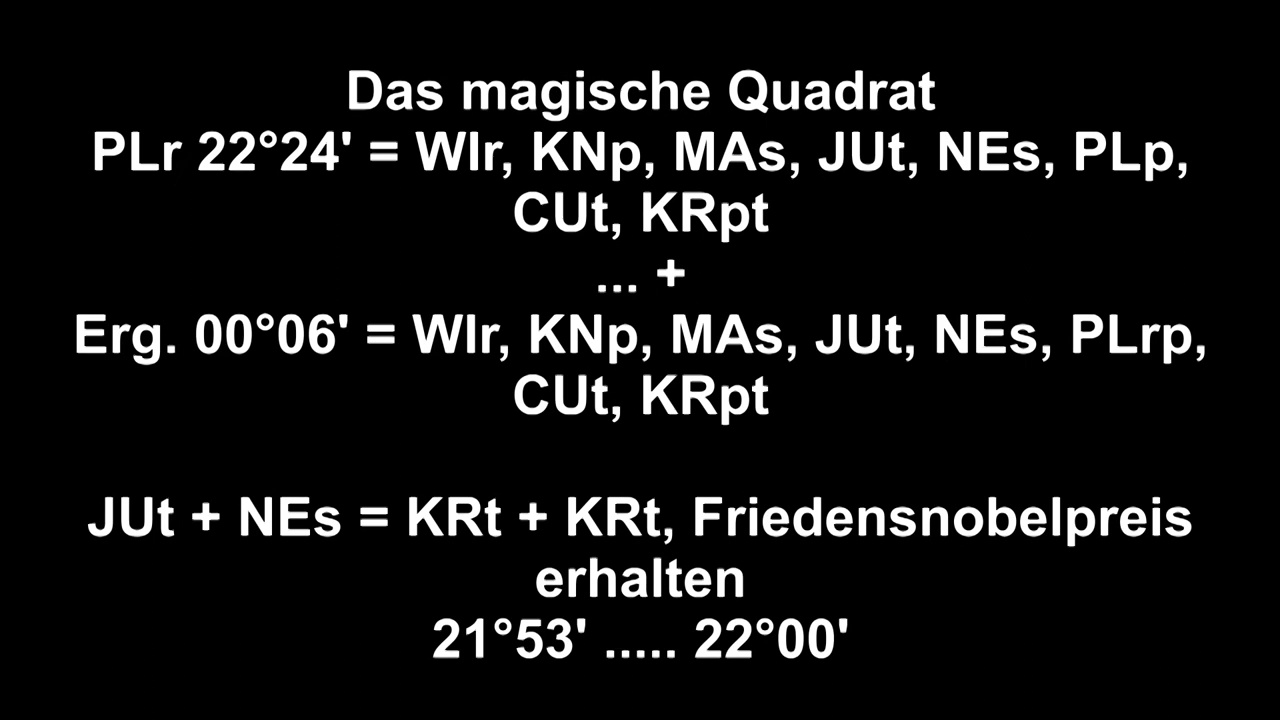 Das magische Quadrat
PLr 22°24' = WIr, KNp, MAs, JUt, NEs, PLp,
CUt, KRpt
... +
Erg. 00°06' = WIr, KNp, MAs, JUt, NEs, PLrp,
CUt, KRpt
JUt + NEs = KRt + KRt, Friedensnobelpreis
erhalten
21°53' ..... 22°00'